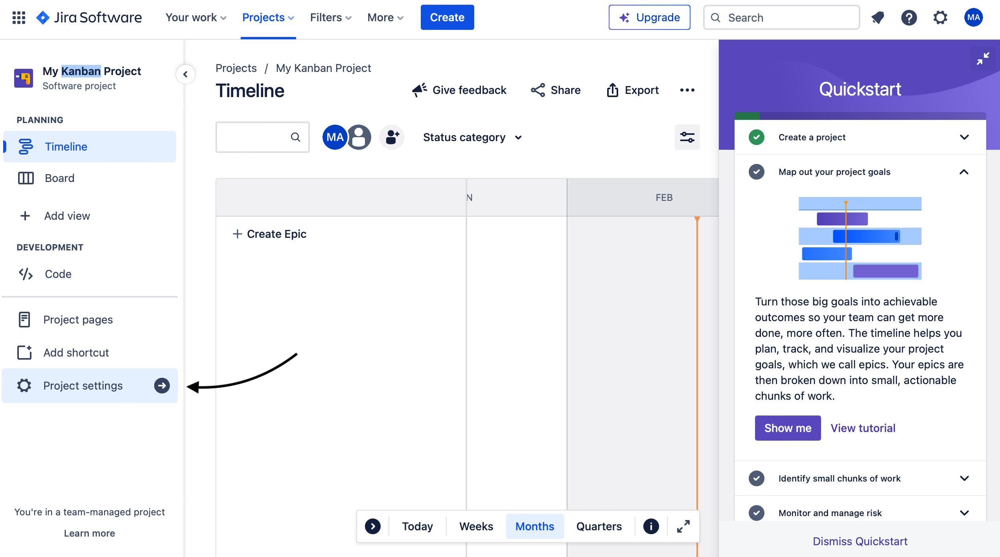 Jira Software
Your work
Projects
Filters
More
Create
Upgrade
Search
MA
My Kanban Project
Software project
PLANNING
Timeline
Board
Add view
DEVELOPMENT
Code
Project pages
Add shortcut
Project settings
You're in a team-managed project
Learn more
Projects / My Kanban Project
Timeline
Give feedback
Share
Export
MA
Status category
N
FEB
Create Epic
Today
Weeks
Months
Quarters
Quickstart
Create a project
Map out your project goals
Turn those big goals into achievable
outcomes so your team can get more
done, more often. The timeline helps you
plan, track, and visualize your project
goals, which we call epics. Your epics are
then broken down into small, actionable
chunks of work.
Show me
View tutorial
Identify small chunks of work
Monitor and manage risk
Dismiss Quickstart